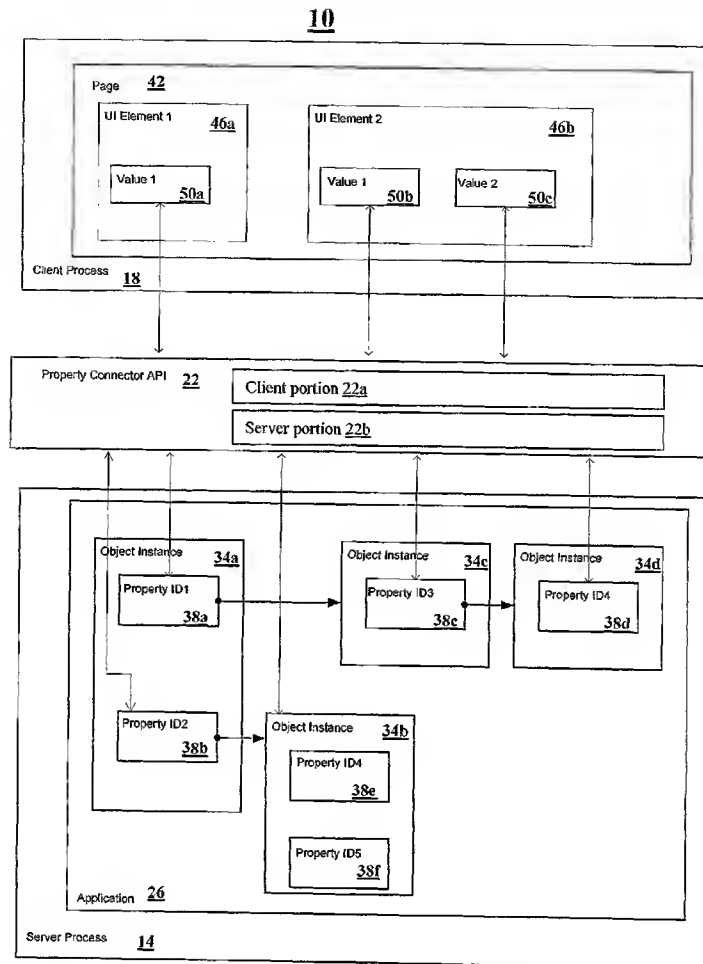 10
Page 42
UI Element 1
46a
Value 1
50a
UI Element 2
46b
Value 1
50b
Value 2
50c
Client Process
18
Property Connector API 22
Client portion 22a
Server portion 22b
Object Instance
34a
Property ID1
38a
Property ID2
38b
Object Instance
34c
Property ID3
38c
Object Instance
34d
Property ID4
38d
Object Instance
34b
Property ID4
38e
Property ID5
38f
Application 26
Server Process
14